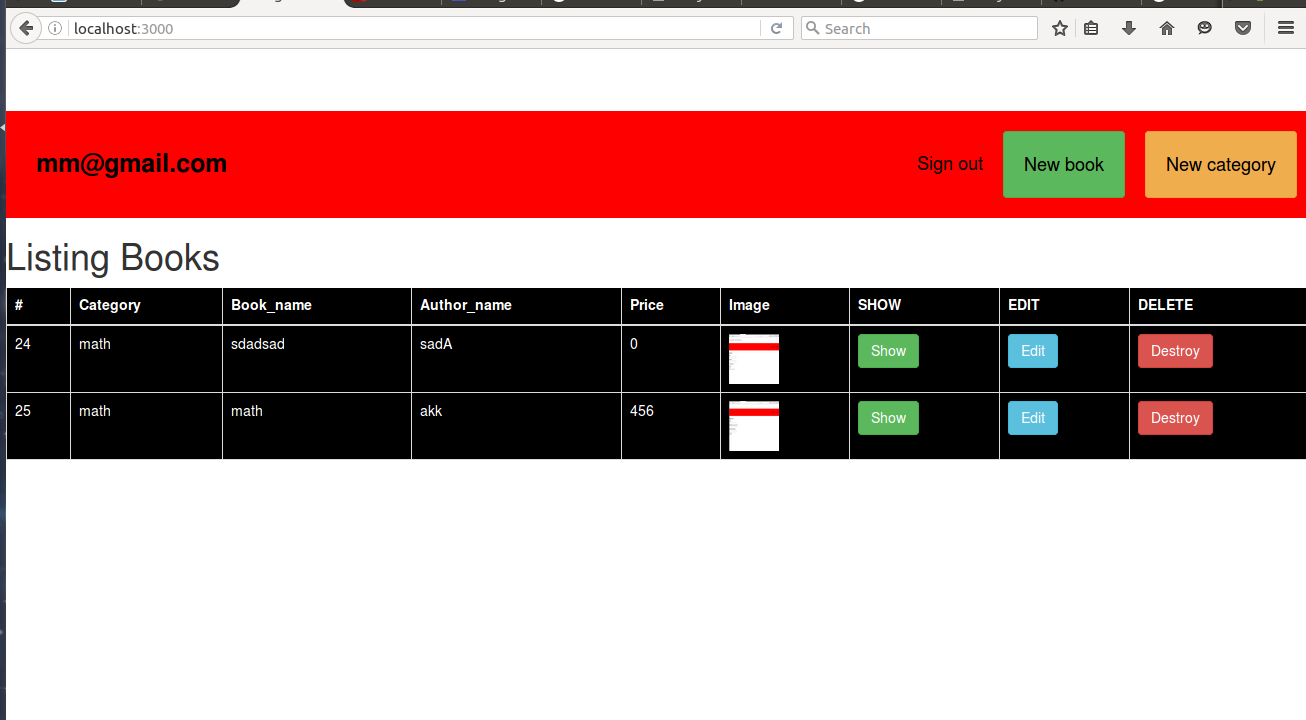 localhost:3000
Search
mm@gmail.com Sign out New book New category
Listing Books
# Category Book_name Author_name Price Image SHOW EDIT DELETE
24 math sdadsad sadA 0 Show Edit Destroy
25 math math akk 456 Show Edit Destroy